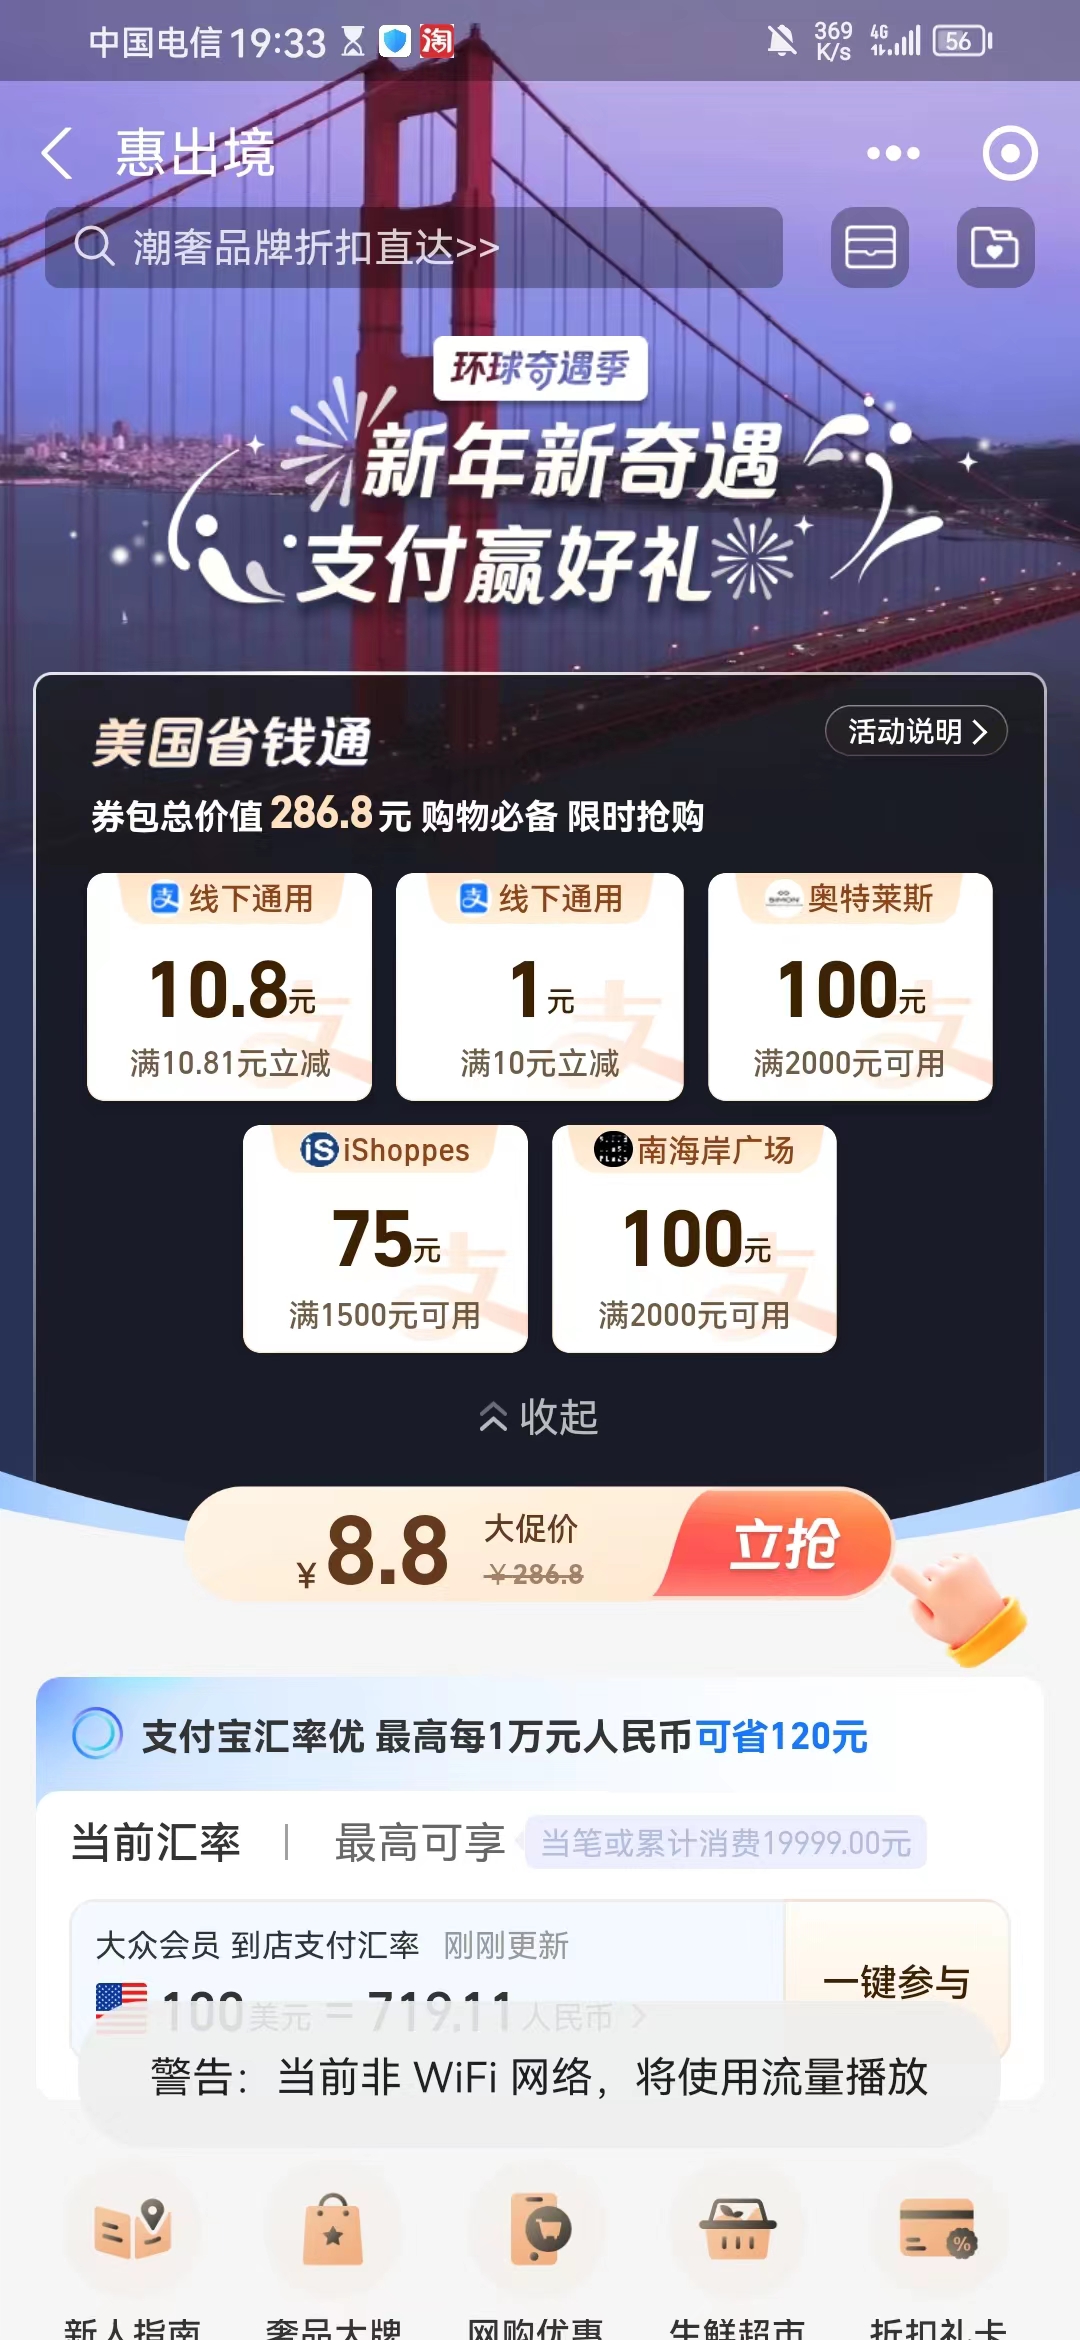 中国电信 19:33 淘 369 K/s 4G 56
惠出境
潮奢品牌折扣直达>>
环球奇遇季
新年新奇遇
支付赢好礼
美国省钱通
活动说明
券包总价值286.8元 购物必备 限时抢购
支 线下通用
10.8元
满10.81元立减
支 线下通用
1元
满10元立减
SIMON 奥特莱斯
100元
满2000元可用
iS iShoppes
75元
满1500元可用
南海岸广场
100元
满2000元可用
收起
¥8.8
大促价
¥286.8
立抢
支付宝汇率优 最高每1万元人民币可省120元
当前汇率 | 最高可享 当笔或累计消费19999.00元
大众会员 到店支付汇率 刚刚更新
100美元 = 719.11人民币
一键参与
警告：当前非 WiFi 网络，将使用流量播放
新人指南 奢品大牌 网购优惠 生鲜超市 折扣礼卡